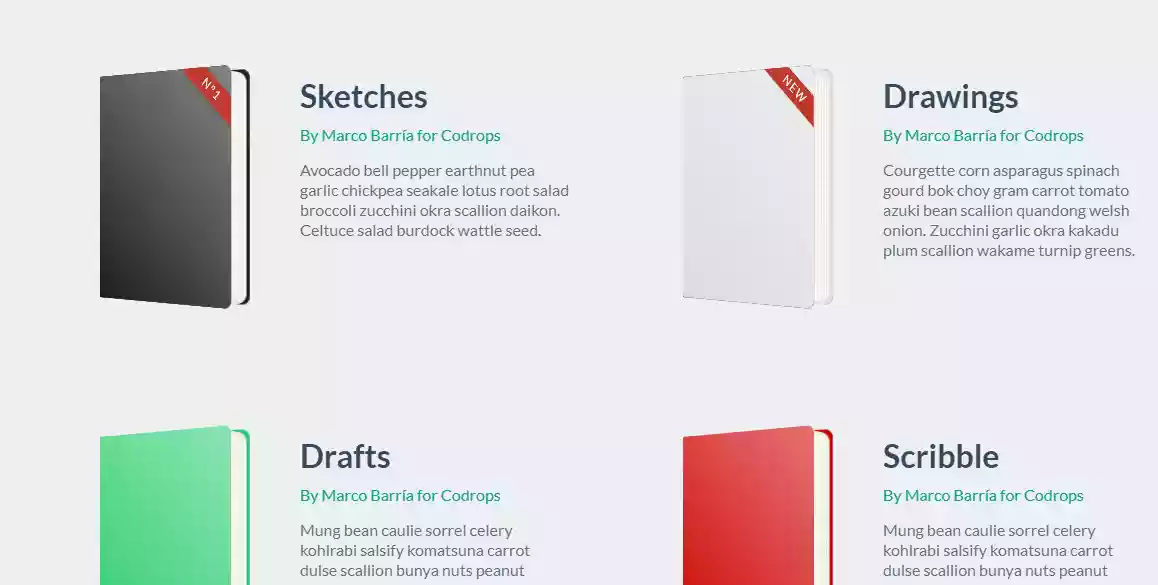 N°1
Sketches
By Marco Barría for Codrops
Avocado bell pepper earthnut pea
garlic chickpea seakale lotus root salad
broccoli zucchini okra scallion daikon.
Celtuce salad burdock wattle seed.
NEW
Drawings
By Marco Barría for Codrops
Courgette corn asparagus spinach
gourd bok choy gram carrot tomato
azuki bean scallion quandong welsh
onion. Zucchini garlic okra kakadu
plum scallion wakame turnip greens.
Drafts
By Marco Barría for Codrops
Mung bean caulie sorrel celery
kohlrabi salsify komatsuna carrot
dulse scallion bunya nuts peanut
Scribble
By Marco Barría for Codrops
Mung bean caulie sorrel celery
kohlrabi salsify komatsuna carrot
dulse scallion bunya nuts peanut